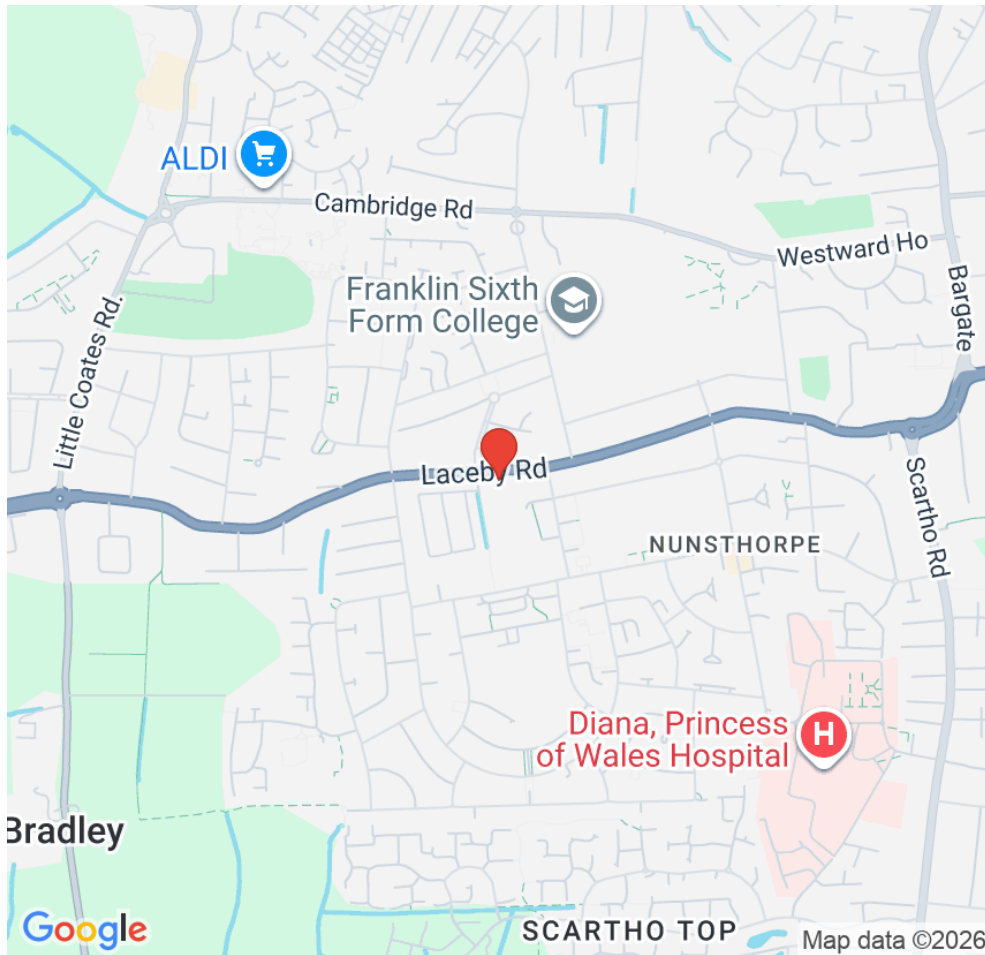 ALDI
Cambridge Rd
Westward Ho
Bargate
Franklin Sixth
Form College
Little Coates Rd.
Laceby Rd
Scartho Rd
NUNSTHORPE
Diana, Princess
of Wales Hospital
H
Bradley
Google
SCARTHO TOP
Map data ©2026